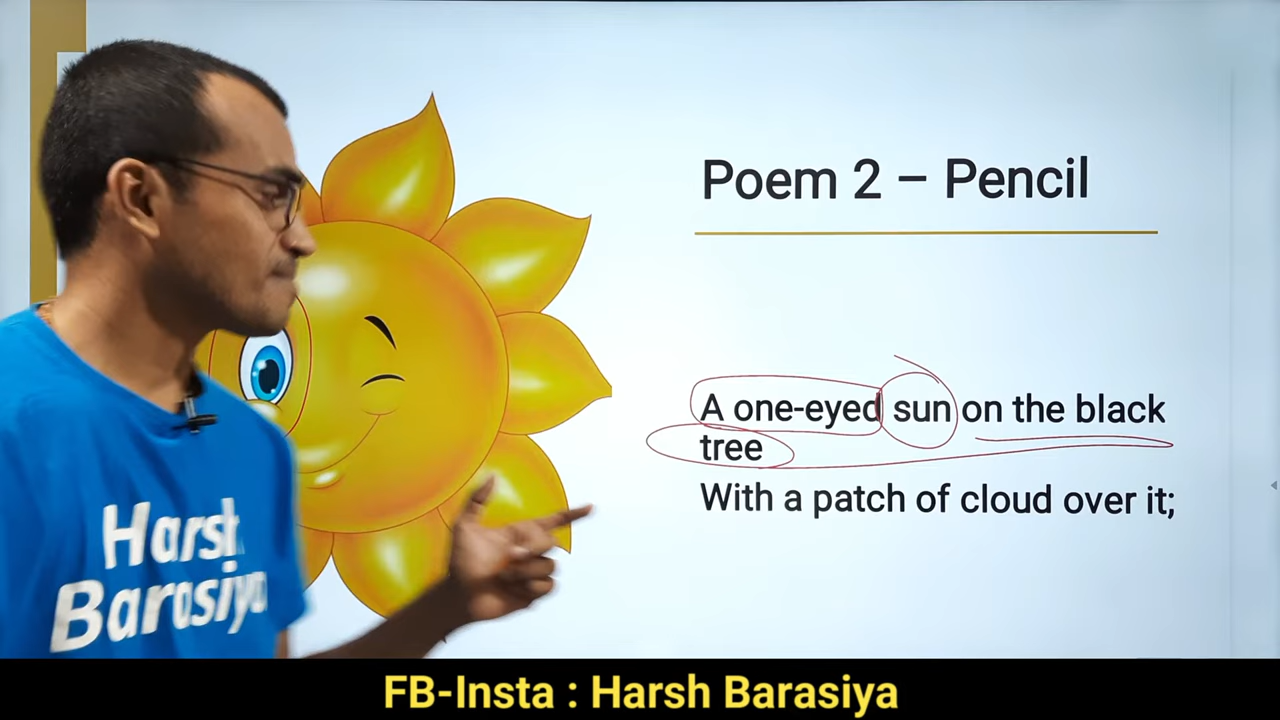 Poem 2 – Pencil
A one-eyed sun on the black
tree
With a patch of cloud over it;
Harsh
Barasiya
FB-Insta : Harsh Barasiya